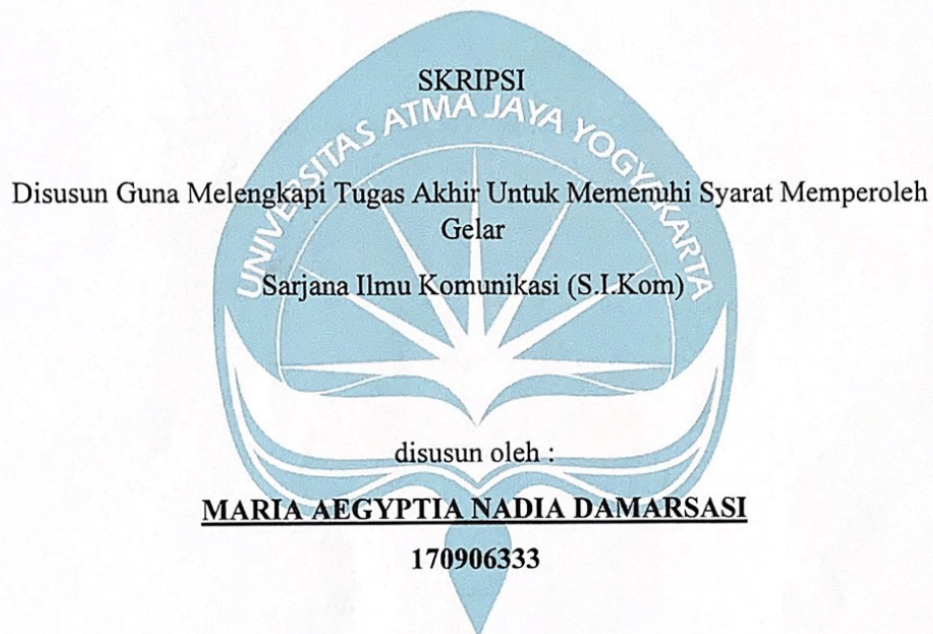 SKRIPSI
UNIVERSITAS ATMA JAYA YOGYAKARTA
Disusun Guna Melengkapi Tugas Akhir Untuk Memenuhi Syarat Memperoleh
Gelar
Sarjana Ilmu Komunikasi (S.I.Kom)
disusun oleh :
MARIA AEGYPTIA NADIA DAMARSASI
170906333